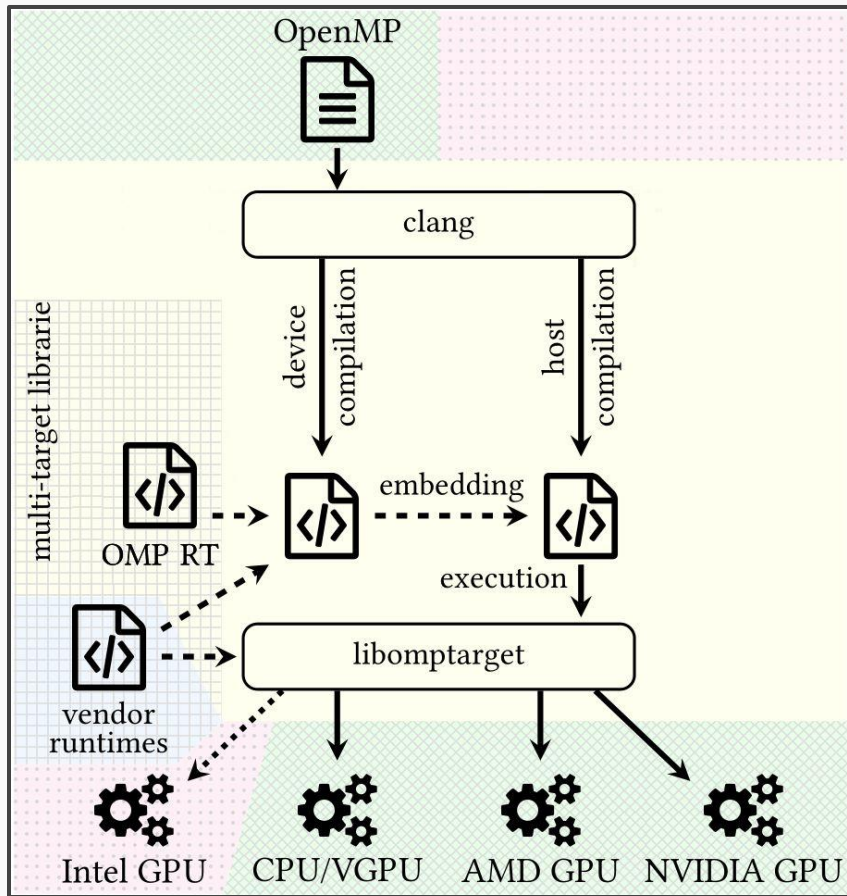 OpenMP
clang
device
compilation
host
compilation
multi-target librarie
OMP RT
embedding
execution
libomptarget
vendor
runtimes
Intel GPU
CPU/VGPU
AMD GPU
NVIDIA GPU